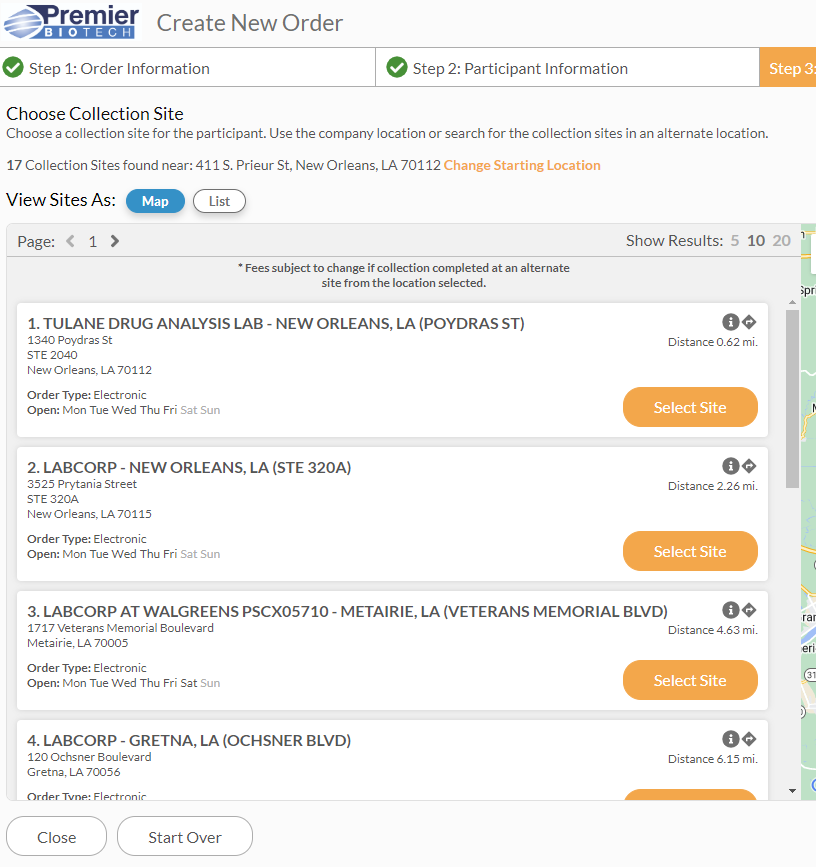 Premier
BIOTECH
Create New Order
Step 1: Order Information
Step 2: Participant Information
Step 3:
Choose Collection Site
Choose a collection site for the participant. Use the company location or search for the collection sites in an alternate location.
17 Collection Sites found near: 411 S. Prieur St, New Orleans, LA 70112 Change Starting Location
View Sites As: Map List
Page: 1 Show Results: 5 10 20
* Fees subject to change if collection completed at an alternate
site from the location selected.
1. TULANE DRUG ANALYSIS LAB - NEW ORLEANS, LA (POYDRAS ST)
1340 Poydras St
Distance 0.62 mi.
STE 2040
New Orleans, LA 70112
Order Type: Electronic
Open: Mon Tue Wed Thu Fri Sat Sun
Select Site
2. LABCORP - NEW ORLEANS, LA (STE 320A)
3525 Prytania Street
Distance 2.26 mi.
STE 320A
New Orleans, LA 70115
Order Type: Electronic
Open: Mon Tue Wed Thu Fri Sat Sun
Select Site
3. LABCORP AT WALGREENS PSCX05710 - METAIRIE, LA (VETERANS MEMORIAL BLVD)
1717 Veterans Memorial Boulevard
Distance 4.63 mi.
Metairie, LA 70005
Order Type: Electronic
Open: Mon Tue Wed Thu Fri Sat Sun
Select Site
4. LABCORP - GRETNA, LA (OCHSNER BLVD)
120 Ochsner Boulevard
Distance 6.15 mi.
Gretna, LA 70056
Order Type: Electronic
Close
Start Over